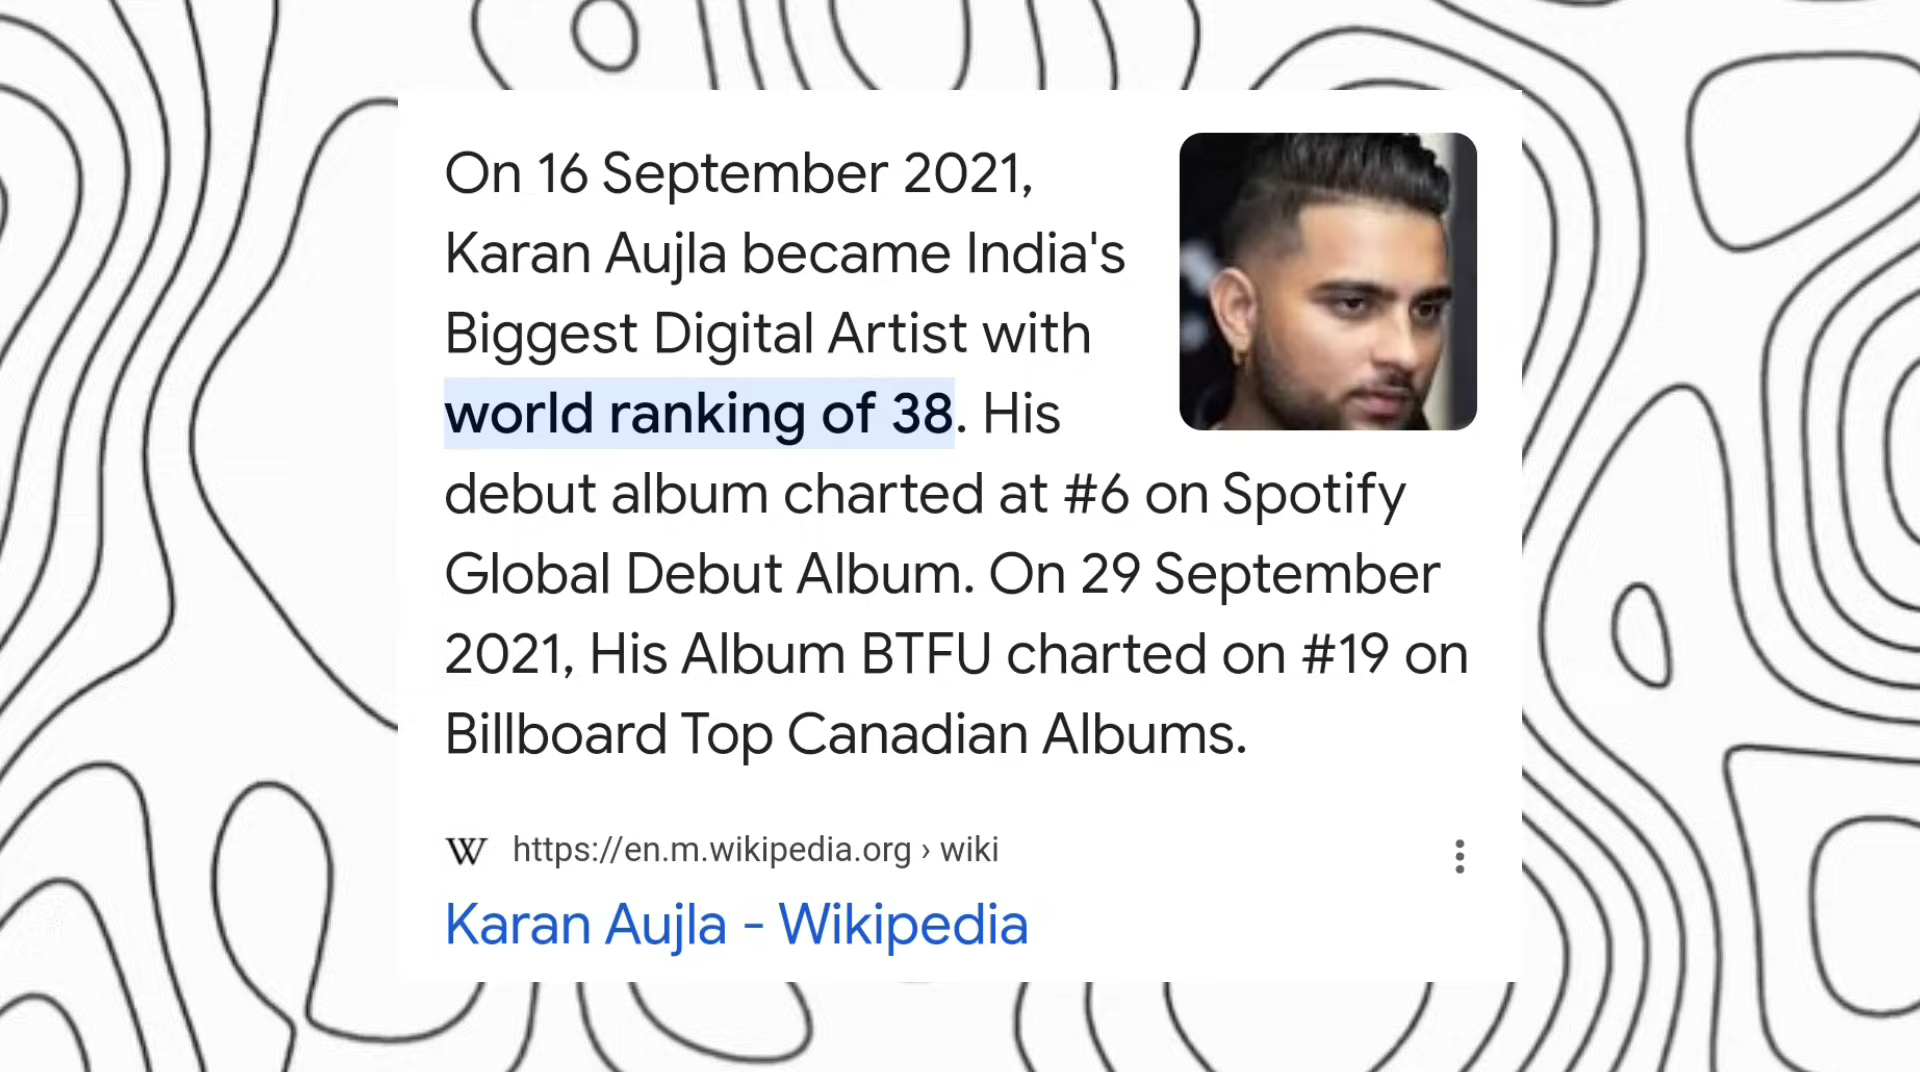 On 16 September 2021,
Karan Aujla became India's
Biggest Digital Artist with
world ranking of 38. His
debut album charted at #6 on Spotify
Global Debut Album. On 29 September
2021, His Album BTFU charted on #19 on
Billboard Top Canadian Albums.
W https://en.m.wikipedia.org › wiki
Karan Aujla - Wikipedia